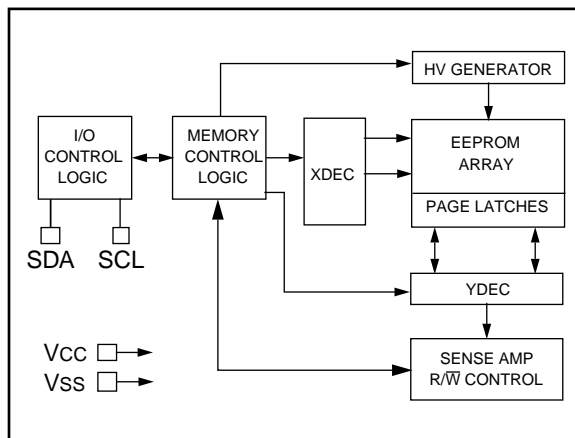 HV GENERATOR
I/O
CONTROL
LOGIC
MEMORY
CONTROL
LOGIC
XDEC
EEPROM
ARRAY
PAGE LATCHES
SDA
SCL
YDEC
VCC
VSS
SENSE AMP
R/W̅ CONTROL